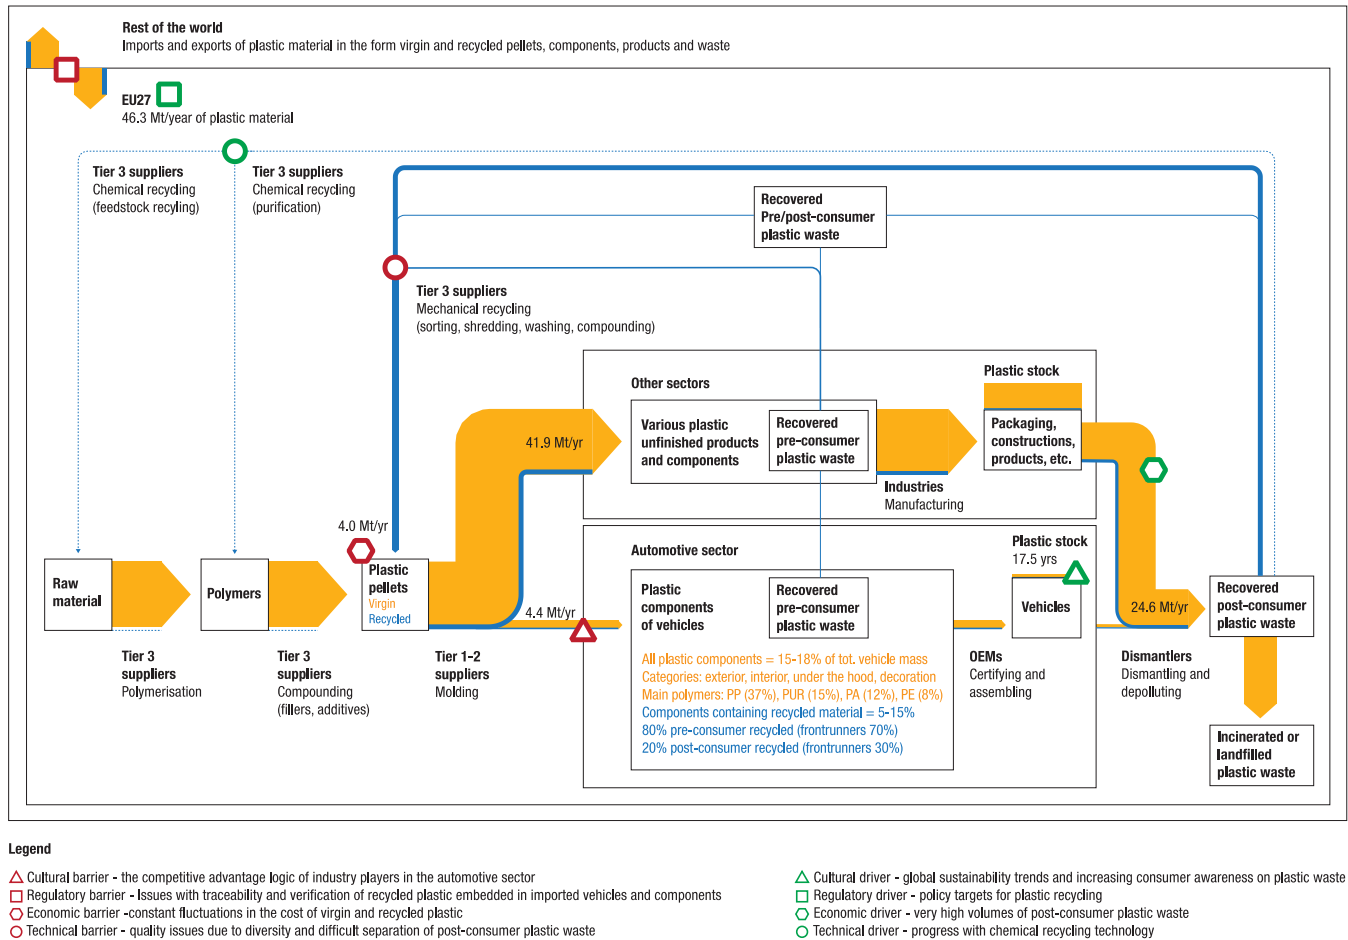 Rest of the world
Imports and exports of plastic material in the form virgin and recycled pellets, components, products and waste
EU27
46.3 Mt/year of plastic material
Tier 3 suppliers
Chemical recycling
(feedstock recyling)
Tier 3 suppliers
Chemical recycling
(purification)
Recovered
Pre/post-consumer
plastic waste
Tier 3 suppliers
Mechanical recycling
(sorting, shredding, washing, compounding)
Other sectors
Various plastic
unfinished products
and components
Recovered
pre-consumer
plastic waste
Industries
Manufacturing
Plastic stock
Packaging,
constructions,
products, etc.
41.9 Mt/yr
4.0 Mt/yr
Raw
material
Polymers
Plastic
pellets
Virgin
Recycled
4.4 Mt/yr
Tier 3
suppliers
Polymerisation
Tier 3
suppliers
Compounding
(fillers, additives)
Tier 1–2
suppliers
Molding
Automotive sector
Plastic
components
of vehicles
Recovered
pre-consumer
plastic waste
All plastic components = 15-18% of tot. vehicle mass
Categories: exterior, interior, under the hood, decoration
Main polymers: PP (37%), PUR (15%), PA (12%), PE (8%)
Components containing recycled material = 5-15%
80% pre-consumer recycled (frontrunners 70%)
20% post-consumer recycled (frontrunners 30%)
Plastic stock
17.5 yrs
Vehicles
OEMs
Certifying and
assembling
24.6 Mt/yr
Dismantlers
Dismantling and
depolluting
Recovered
post-consumer
plastic waste
Incinerated or
landfilled
plastic waste
Legend
Cultural barrier - the competitive advantage logic of industry players in the automotive sector
Regulatory barrier - Issues with traceability and verification of recycled plastic embedded in imported vehicles and components
Economic barrier -constant fluctuations in the cost of virgin and recycled plastic
Technical barrier - quality issues due to diversity and difficult separation of post-consumer plastic waste
Cultural driver - global sustainability trends and increasing consumer awareness on plastic waste
Regulatory driver - policy targets for plastic recycling
Economic driver - very high volumes of post-consumer plastic waste
Technical driver - progress with chemical recycling technology